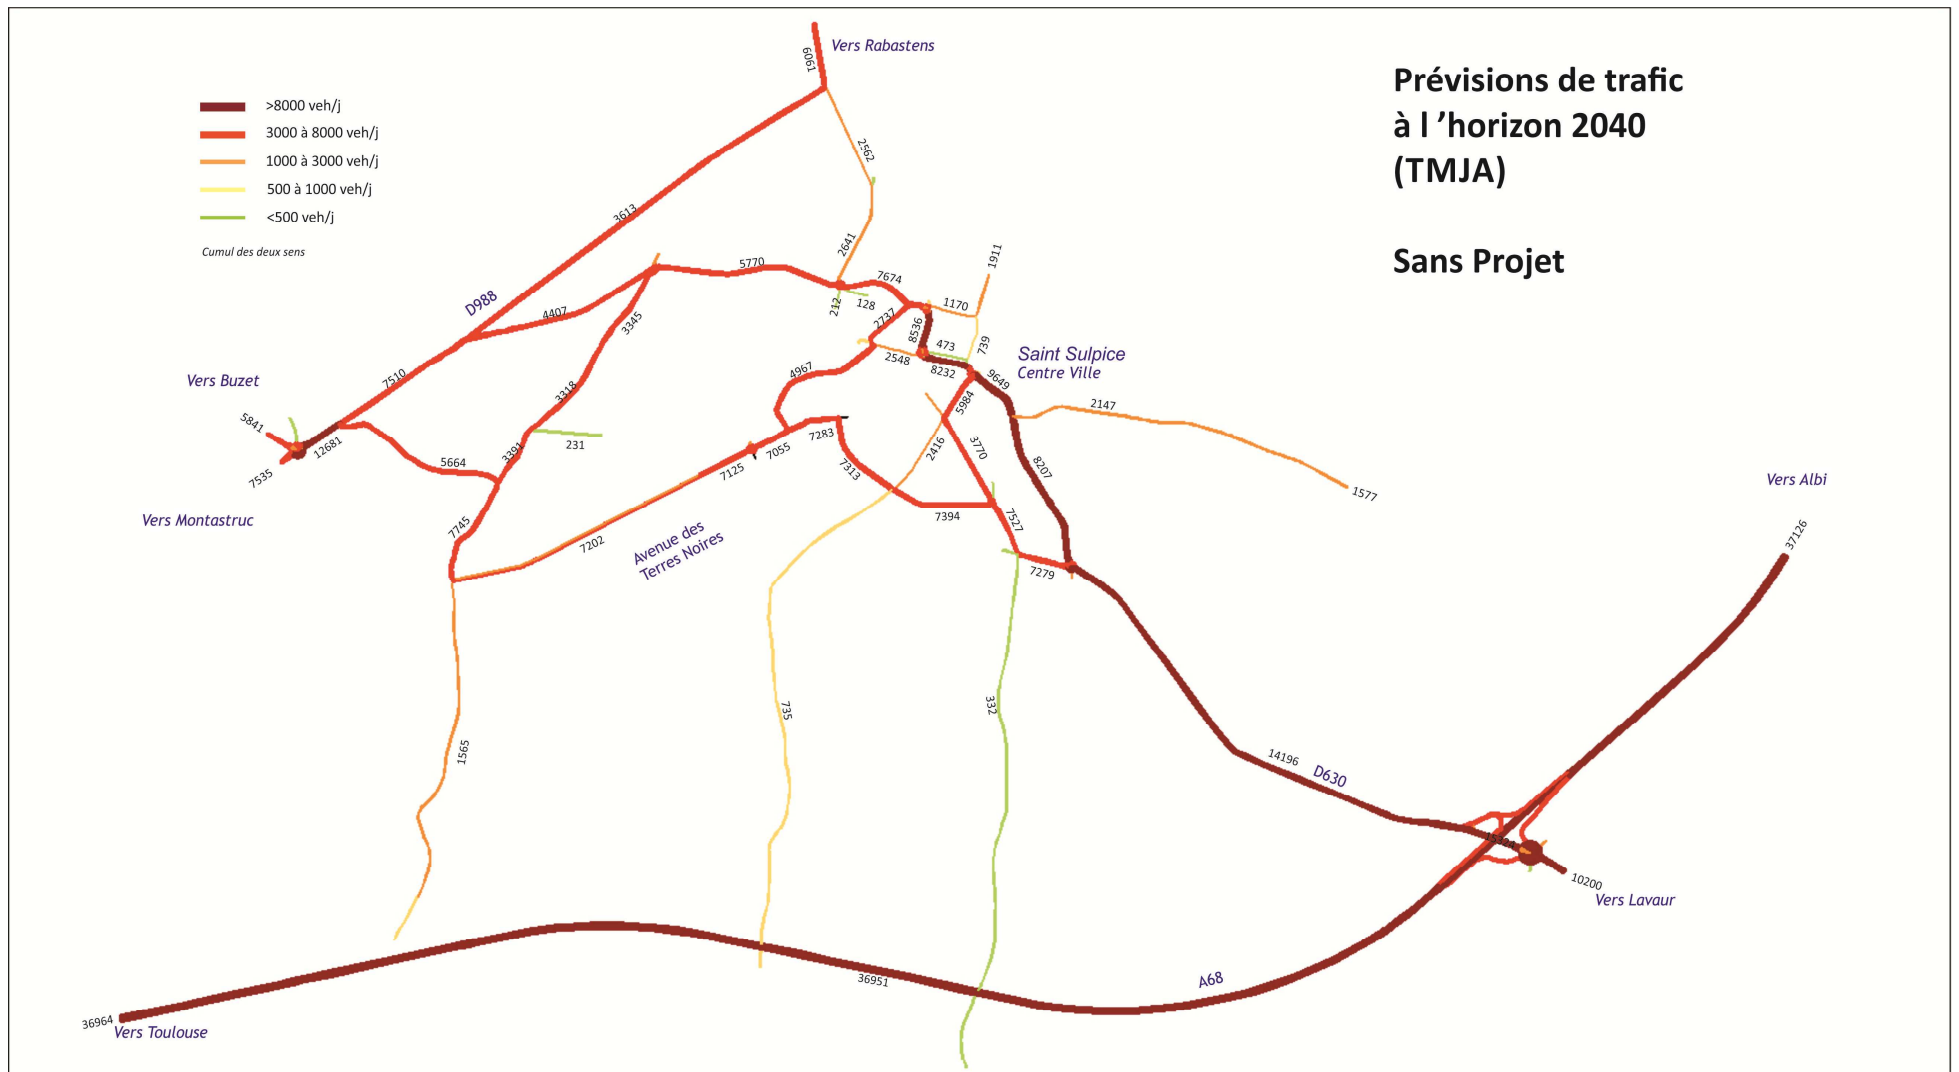 Vers Rabastens
6061
Prévisions de trafic
à l ’horizon 2040
(TMJA)
Sans Projet
>8000 veh/j
3000 à 8000 veh/j
1000 à 3000 veh/j
500 à 1000 veh/j
<500 veh/j
Cumul des deux sens
2562
3613
2641
1911
5770
7674
D988
4407
3345
212
128
2737
1170
8536
473
739
2548
8232
Saint Sulpice
Centre Ville
9649
4967
7510
Vers Buzet
3318
5984
2147
5841
12681
7535
5664
3391
231
7283
7055
7125
7313
2416
3770
8207
1577
Vers Albi
37126
Vers Montastruc
7745
7202
Avenue des
Terres Noires
7394
7527
7279
735
332
1565
14196
D630
15324
10200
Vers Lavaur
36951
A68
36964
Vers Toulouse